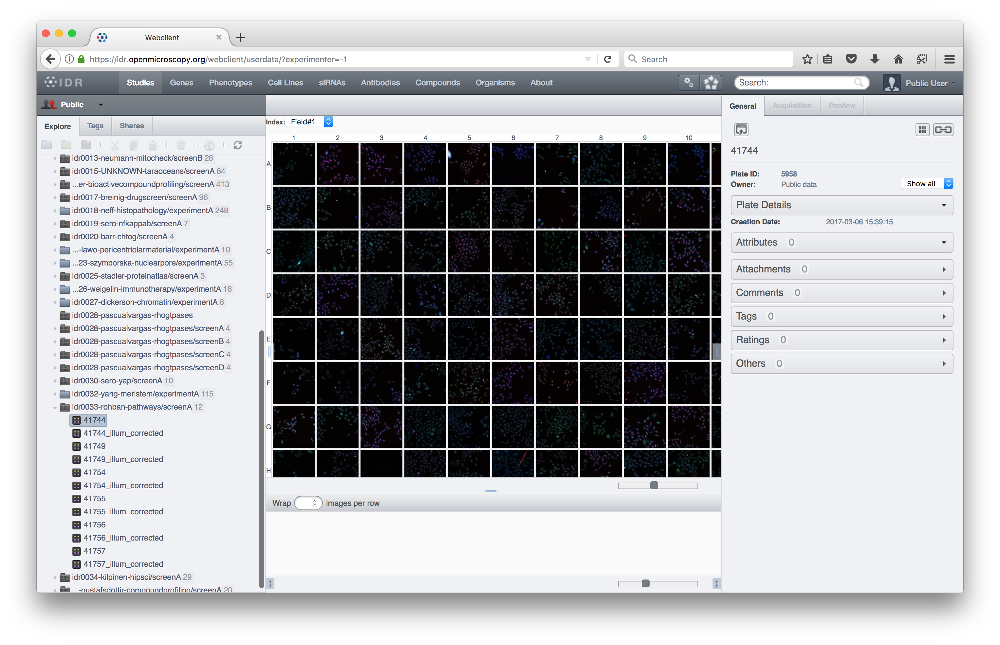 Webclient
https://idr.openmicroscopy.org/webclient/userdata/?experimenter=-1
Search
IDR
Studies Genes Phenotypes Cell Lines siRNAs Antibodies Compounds Organisms About
Search:
Public User
Public
Explore Tags Shares
idr0013-neumann-mitocheck/screenB 28
idr0015-UNKNOWN-taraoceans/screenA 84
...er-bioactivecompoundprofiling/screenA 413
idr0017-breinig-drugscreen/screenA 96
idr0018-neff-histopathology/experimentA 248
idr0019-sero-nfkappab/screenA 7
idr0020-barr-chtog/screenA 4
...-lawo-pericentriolarmaterial/experimentA 10
...23-szymborska-nuclearpore/experimentA 55
idr0025-stadler-proteinatlas/screenA 3
...26-weigelin-immunotherapy/experimentA 18
idr0027-dickerson-chromatin/experimentA 8
idr0028-pascualvargas-rhogtpases
idr0028-pascualvargas-rhogtpases/screenA 4
idr0028-pascualvargas-rhogtpases/screenB 4
idr0028-pascualvargas-rhogtpases/screenC 4
idr0028-pascualvargas-rhogtpases/screenD 4
idr0030-sero-yap/screenA 10
idr0032-yang-meristem/experimentA 115
idr0033-rohban-pathways/screenA 12
41744
41744_illum_corrected
41749
41749_illum_corrected
41754
41754_illum_corrected
41755
41755_illum_corrected
41756
41756_illum_corrected
41757
41757_illum_corrected
idr0034-kilpinen-hipsci/screenA 29
...-gustafsdottir-compoundprofiling/screenA 20
Index: Field#1
1 2 3 4 5 6 7 8 9 10
A
B
C
D
E
F
G
H
Wrap images per row
General Acquisition Preview
41744
Plate ID: 5958
Owner: Public data
Show all
Plate Details
Creation Date: 2017-03-06 15:39:15
Attributes 0
Attachments 0
Comments 0
Tags 0
Ratings 0
Others 0